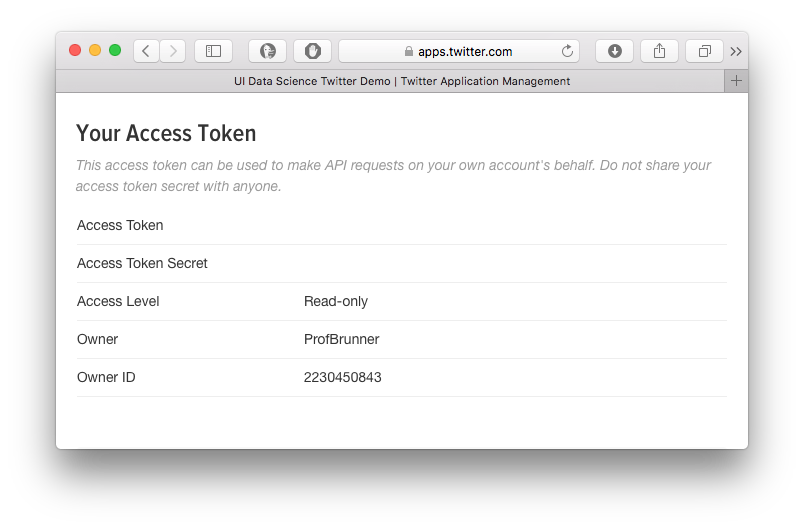 apps.twitter.com
UI Data Science Twitter Demo | Twitter Application Management
Your Access Token
This access token can be used to make API requests on your own account's behalf. Do not share your
access token secret with anyone.
Access Token
Access Token Secret
Access Level Read-only
Owner ProfBrunner
Owner ID 2230450843